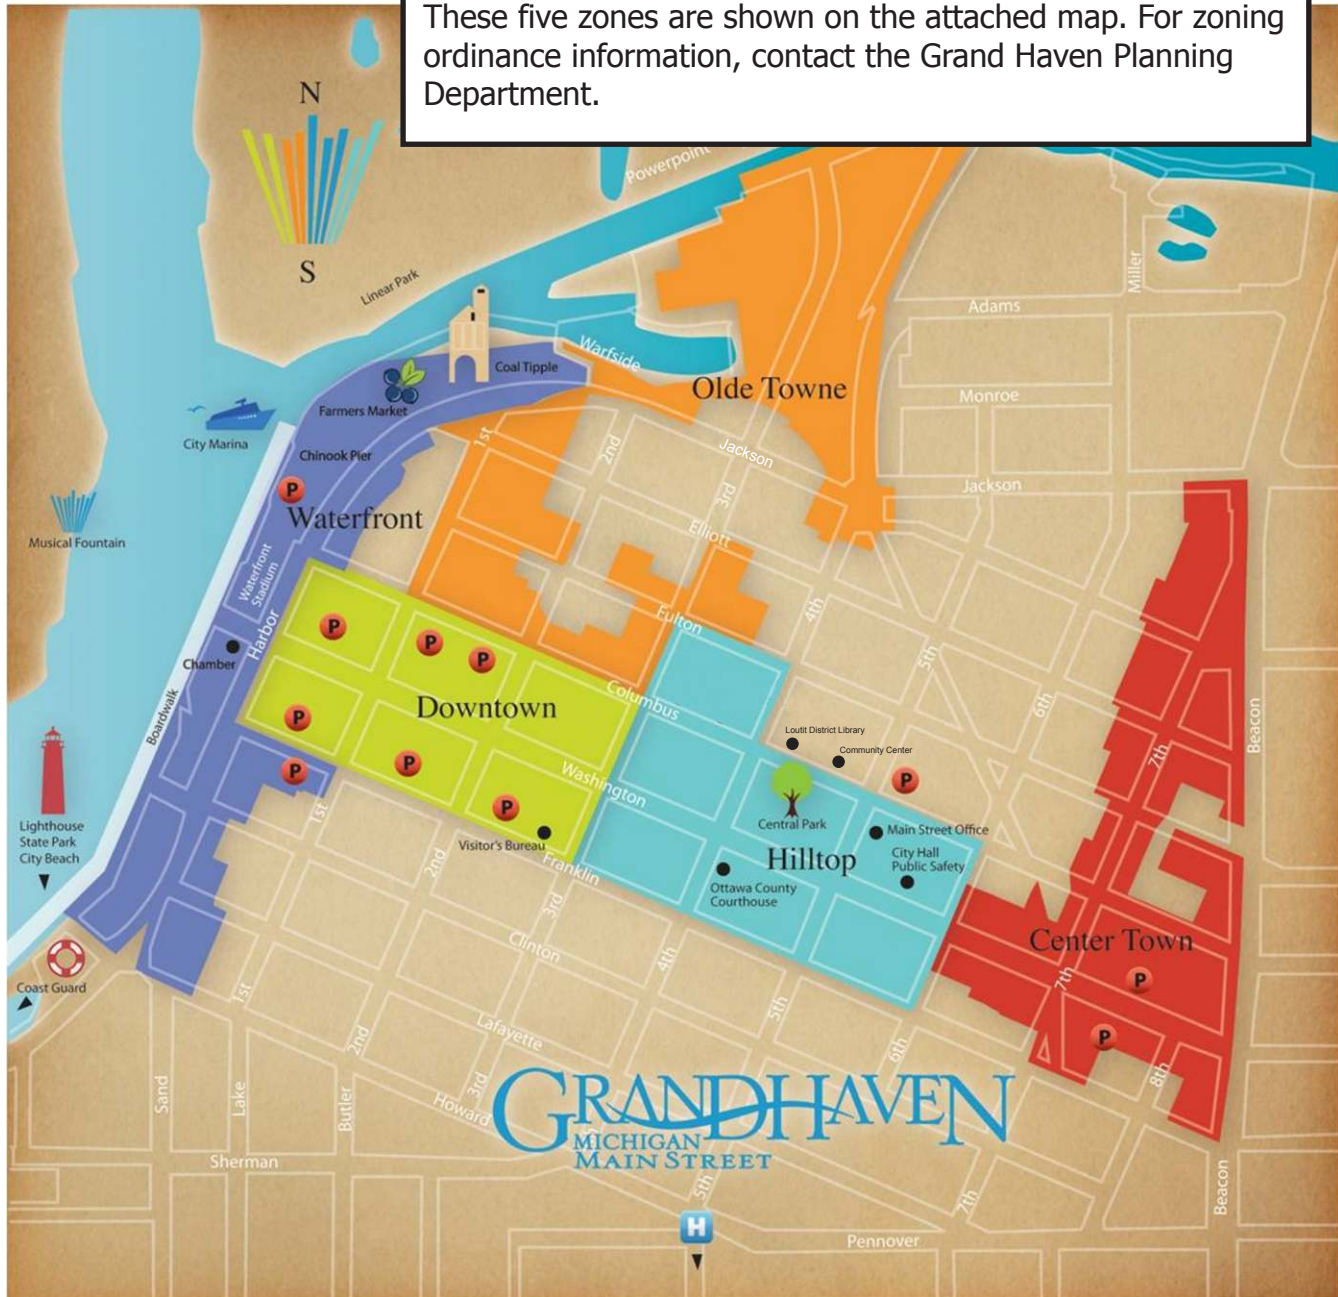 These five zones are shown on the attached map. For zoning
ordinance information, contact the Grand Haven Planning
Department.
N
S
Powerpoint
Linear Park
Miller
Adams
Warfside
Coal Tipple
Olde Towne
Monroe
Farmers Market
City Marina
1st
2nd
Jackson
Chinook Pier
3rd
Jackson
P
Waterfront
Elliott
Musical Fountain
Waterfront
Stadium
Harbor
Fulton
4th
P
P
P
5th
Chamber
Columbus
6th
Boardwalk
Downtown
P
Beacon
Loutit District Library
Community Center
7th
P
P
Washington
P
P
Lighthouse
State Park
City Beach
1st
Central Park
Main Street Office
Visitor's Bureau
2nd
Franklin
Hilltop
City Hall
Public Safety
Ottawa County
Courthouse
3rd
Clinton
4th
Center Town
7th
P
Coast Guard
1st
5th
2nd
Lafayette
6th
P
8th
3rd
Sand
Lake
Butler
Howard
GRAND HAVEN
MICHIGAN
MAIN STREET
Sherman
5th
7th
Beacon
H
Pennover